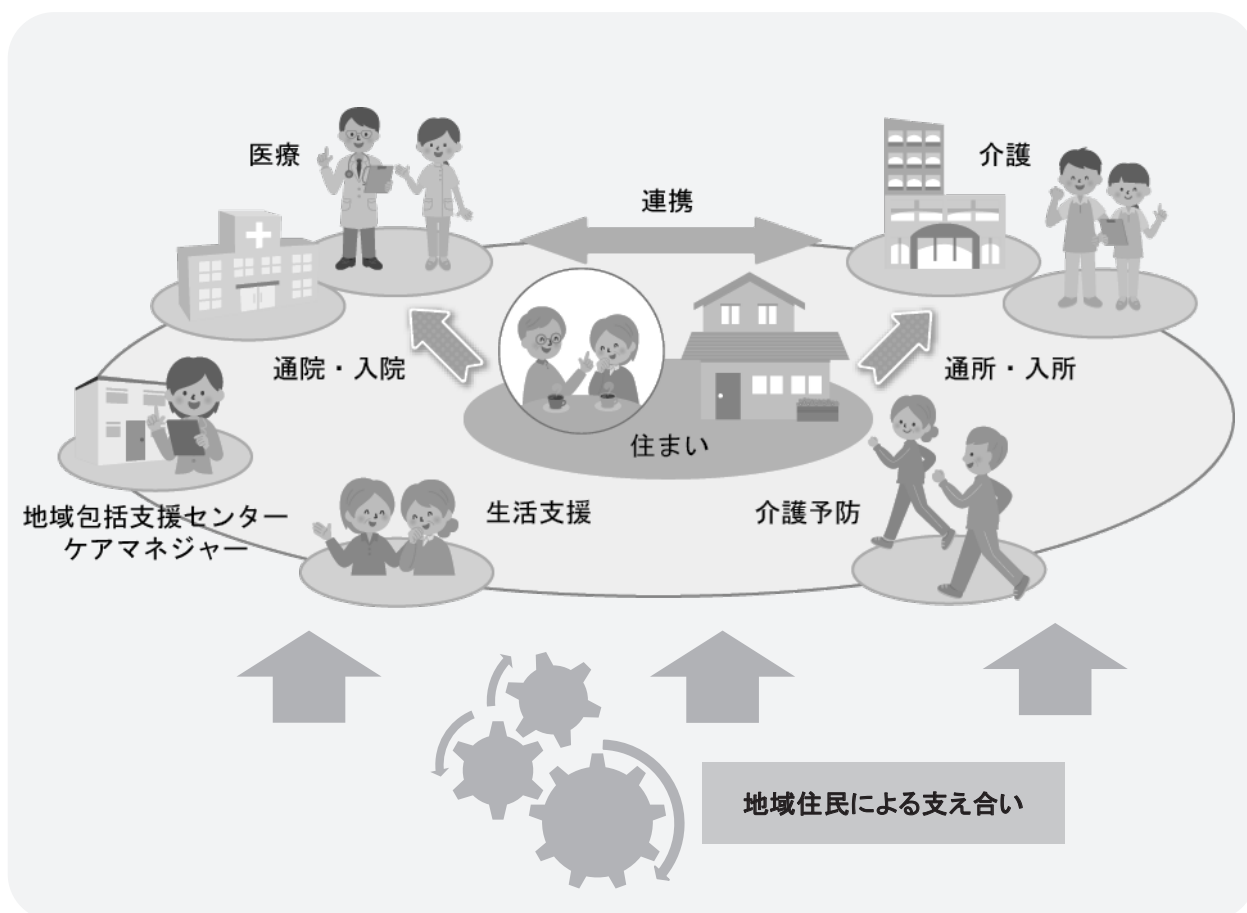 医療
介護
連携
通院・入院
通所・入所
住まい
地域包括支援センター
ケアマネジャー
生活支援
介護予防
地域住民による支え合い